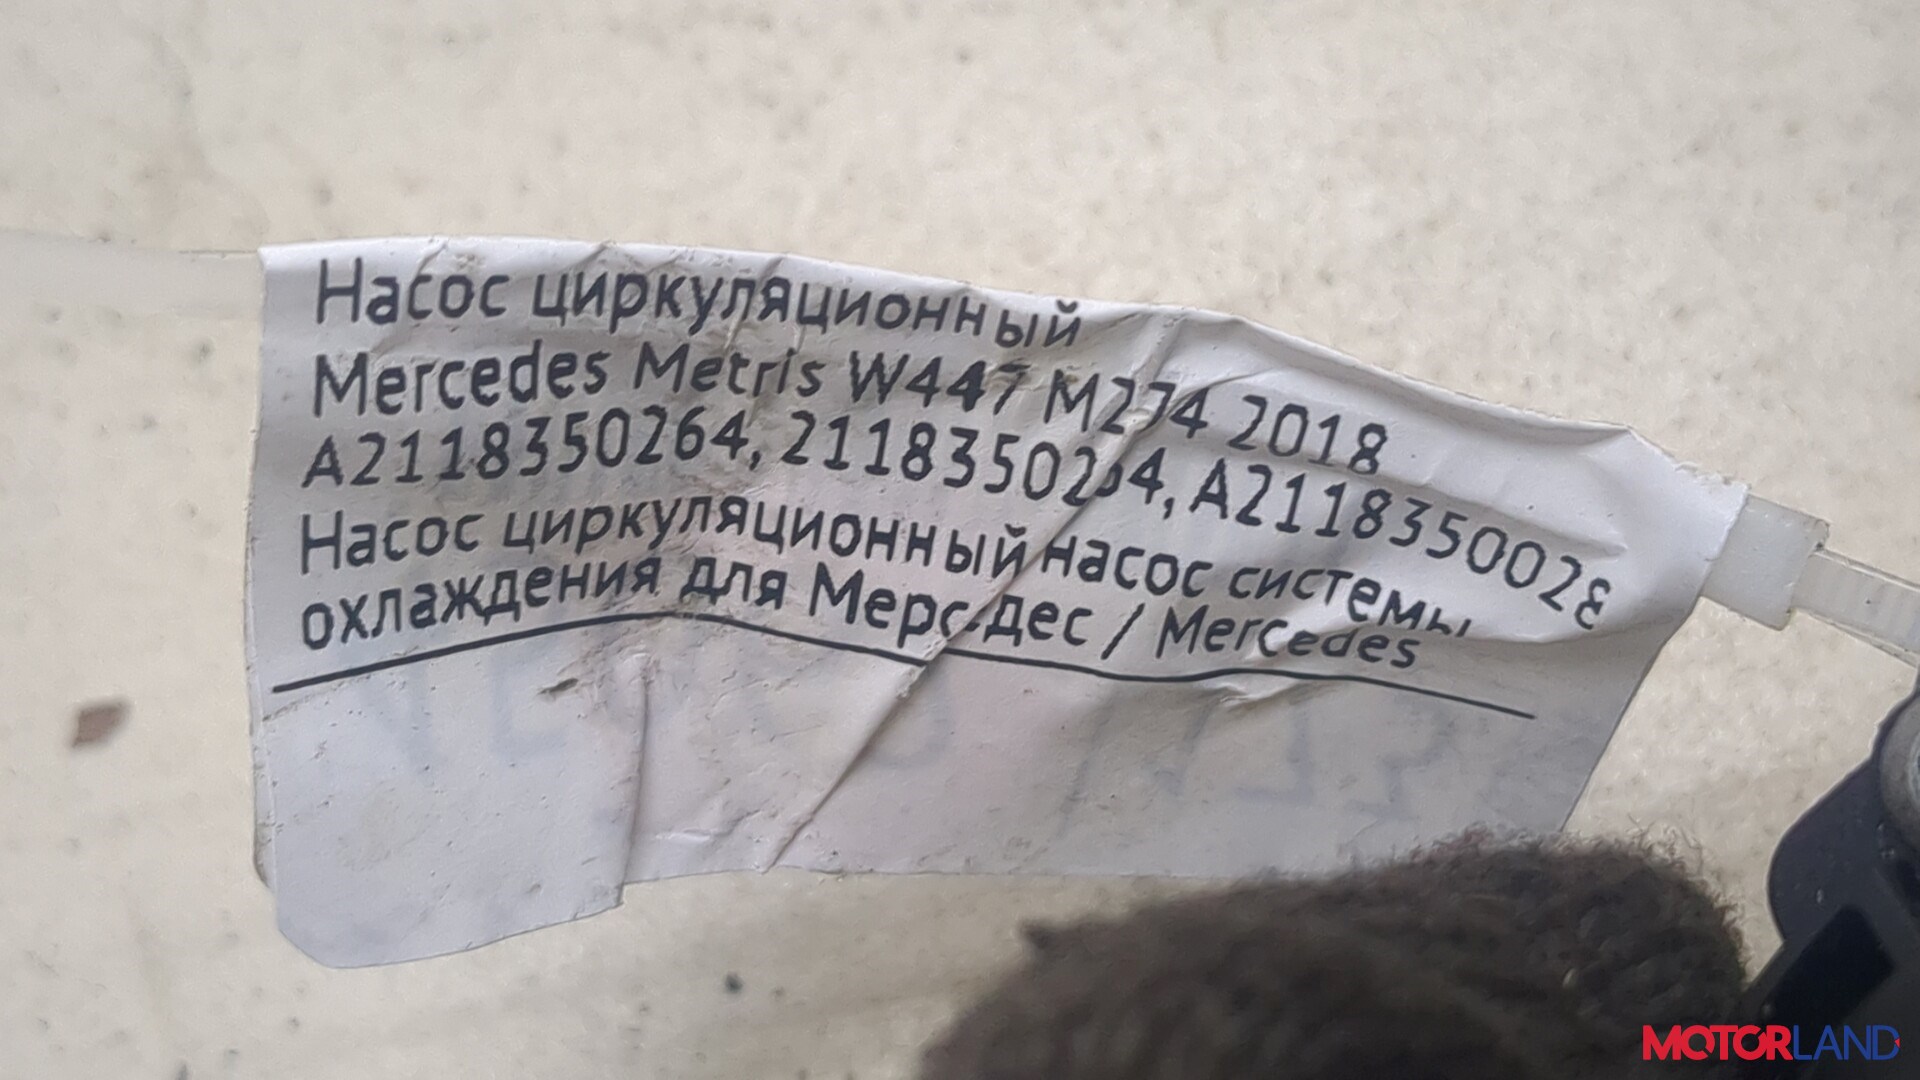 Насос циркуляционный
Mercedes Metris W447 M274 2018
A2118350264, 2118350264, A2118350028
Насос циркуляционный насос системы
охлаждения для Мерседес / Mercedes
MOTORLAND